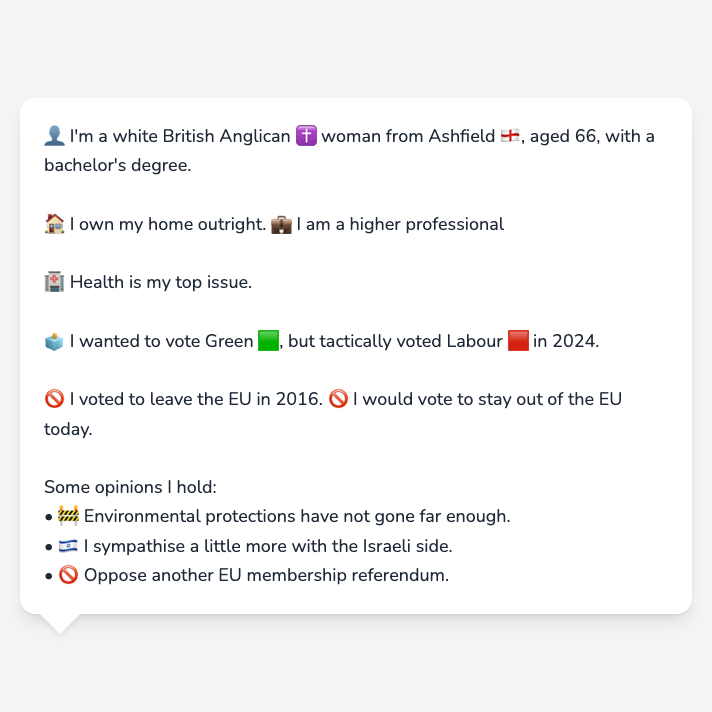 👤 I'm a white British Anglican ✝️ woman from Ashfield 🏴󠁧󠁢󠁥󠁮󠁧󠁿, aged 66, with a
bachelor's degree.
🏠 I own my home outright. 💼 I am a higher professional
🏥 Health is my top issue.
🗳️ I wanted to vote Green 🟩, but tactically voted Labour 🟥 in 2024.
🚫 I voted to leave the EU in 2016. 🚫 I would vote to stay out of the EU
today.
Some opinions I hold:
• 🚧 Environmental protections have not gone far enough.
• 🇮🇱 I sympathise a little more with the Israeli side.
• 🚫 Oppose another EU membership referendum.